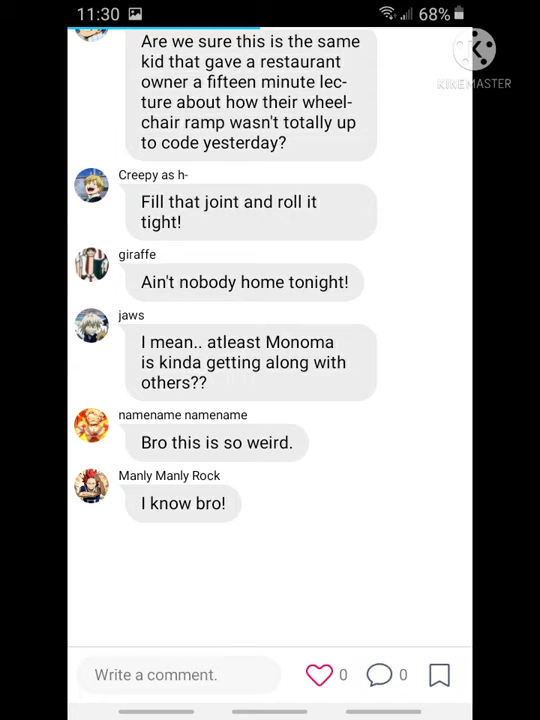 11:30
68%
KINEMASTER
Are we sure this is the same
kid that gave a restaurant
owner a fifteen minute lec-
ture about how their wheel-
chair ramp wasn't totally up
to code yesterday?
Creepy as h-
Fill that joint and roll it
tight!
giraffe
Ain't nobody home tonight!
jaws
I mean.. atleast Monoma
is kinda getting along with
others??
namename namename
Bro this is so weird.
Manly Manly Rock
I know bro!
Write a comment.
0
0